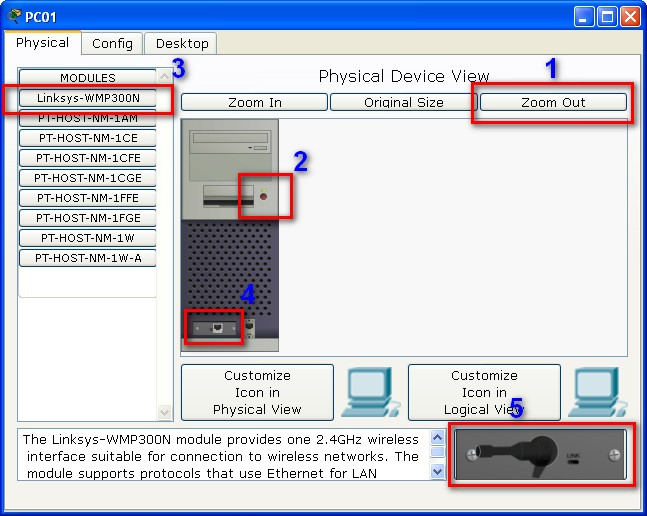 PC01
Physical
Config
Desktop
MODULES
3
Linksys-WMP300N
PT-HOST-NM-1AM
PT-HOST-NM-1CE
PT-HOST-NM-1CFE
PT-HOST-NM-1CGE
PT-HOST-NM-1FFE
PT-HOST-NM-1FGE
PT-HOST-NM-1W
PT-HOST-NM-1W-A
Physical Device View
1
Zoom In
Original Size
Zoom Out
2
4
Customize
Icon in
Physical View
Customize
Icon in
Logical View
5
The Linksys-WMP300N module provides one 2.4GHz wireless
interface suitable for connection to wireless networks. The
module supports protocols that use Ethernet for LAN
LINK